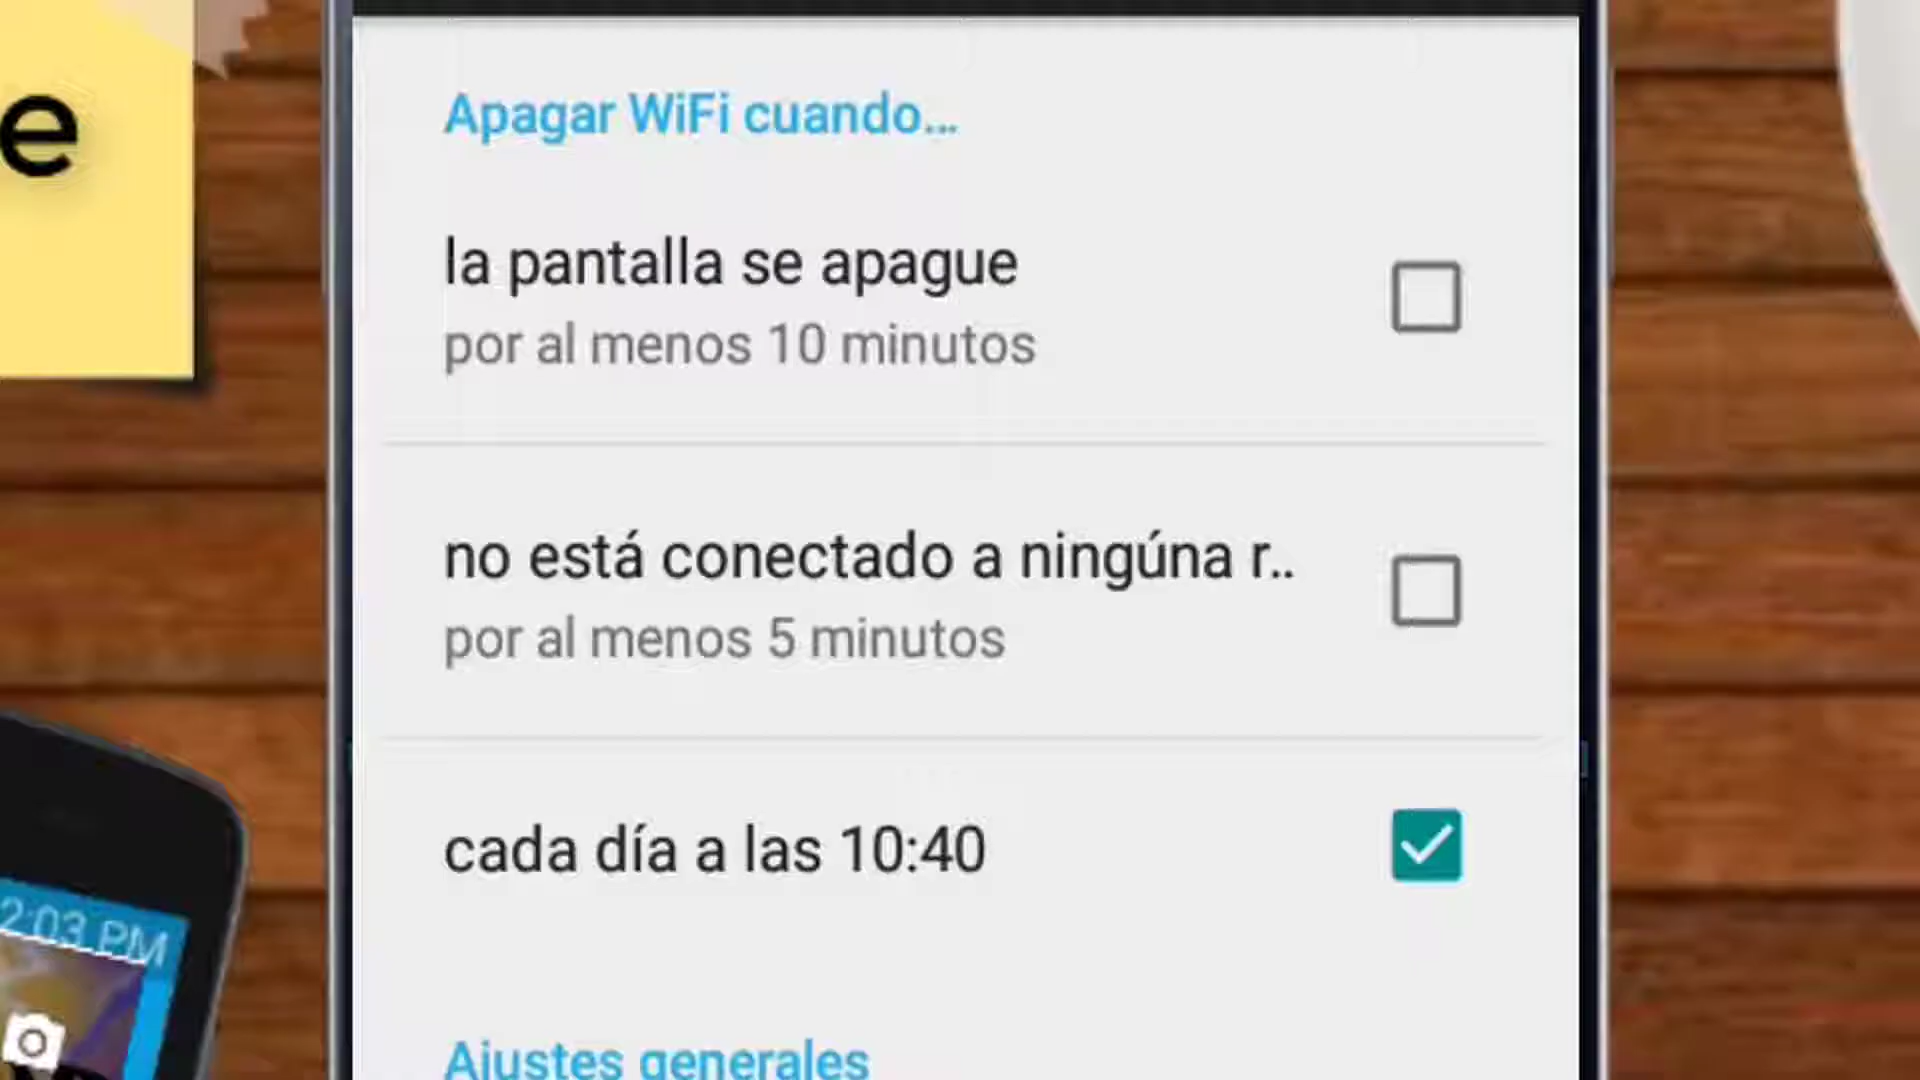 e
Apagar WiFi cuando...
la pantalla se apague
por al menos 10 minutos
no está conectado a ningúna r..
por al menos 5 minutos
cada día a las 10:40
2:03 PM
Ajustes generales